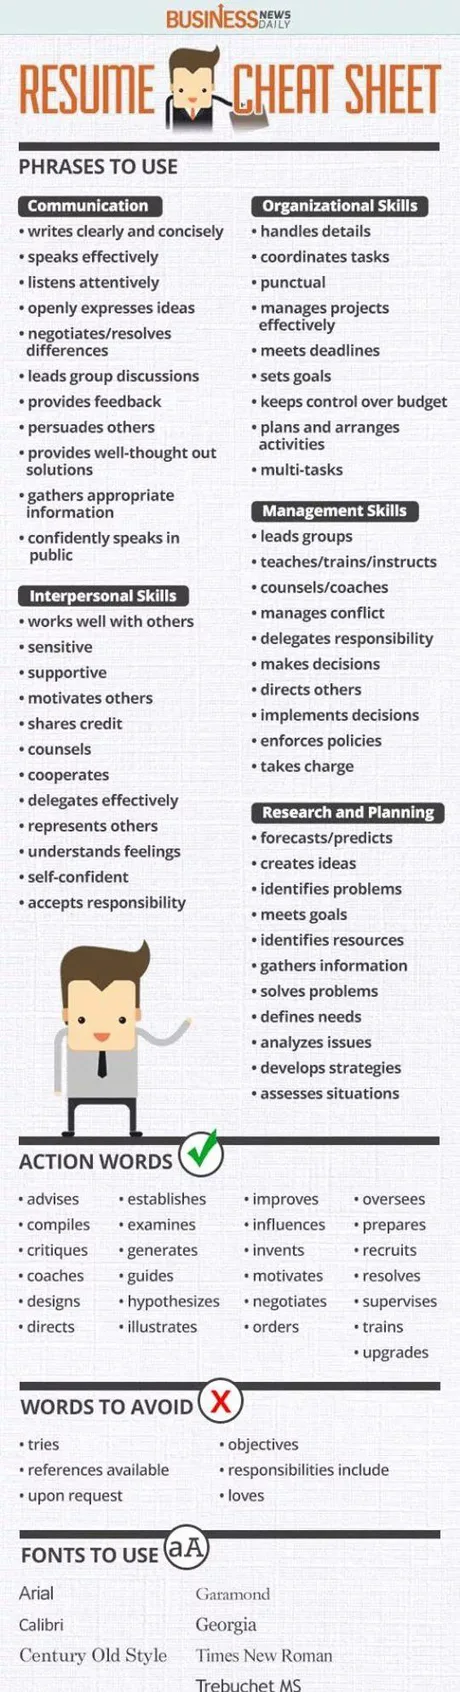 BUSINESS NEWS DAILY
RESUME CHEAT SHEET
PHRASES TO USE
Communication
• writes clearly and concisely
• speaks effectively
• listens attentively
• openly expresses ideas
• negotiates/resolves
differences
• leads group discussions
• provides feedback
• persuades others
• provides well-thought out
solutions
• gathers appropriate
information
• confidently speaks in
public
Interpersonal Skills
• works well with others
• sensitive
• supportive
• motivates others
• shares credit
• counsels
• cooperates
• delegates effectively
• represents others
• understands feelings
• self-confident
• accepts responsibility
Organizational Skills
• handles details
• coordinates tasks
• punctual
• manages projects
effectively
• meets deadlines
• sets goals
• keeps control over budget
• plans and arranges
activities
• multi-tasks
Management Skills
• leads groups
• teaches/trains/instructs
• counsels/coaches
• manages conflict
• delegates responsibility
• makes decisions
• directs others
• implements decisions
• enforces policies
• takes charge
Research and Planning
• forecasts/predicts
• creates ideas
• identifies problems
• meets goals
• identifies resources
• gathers information
• solves problems
• defines needs
• analyzes issues
• develops strategies
• assesses situations
ACTION WORDS
• advises
• compiles
• critiques
• coaches
• designs
• directs
• establishes
• examines
• generates
• guides
• hypothesizes
• illustrates
• improves
• influences
• invents
• motivates
• negotiates
• orders
• oversees
• prepares
• recruits
• resolves
• supervises
• trains
• upgrades
WORDS TO AVOID X
• tries
• references available
• upon request
• objectives
• responsibilities include
• loves
FONTS TO USE aA
Arial
Calibri
Century Old Style
Garamond
Georgia
Times New Roman
Trebuchet MS